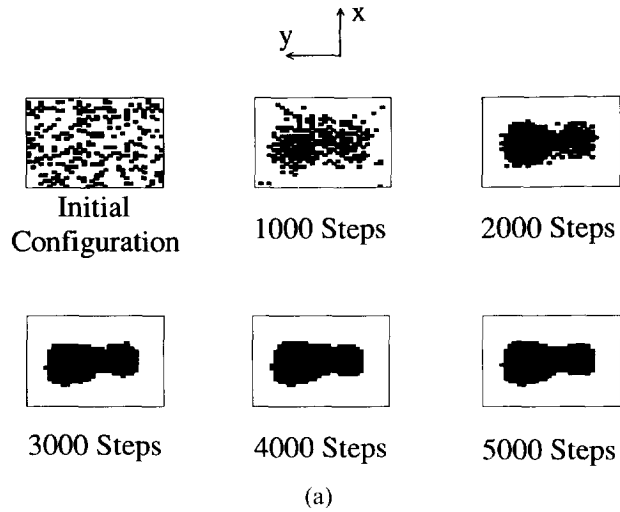 x
y
Initial
Configuration
1000 Steps
2000 Steps
3000 Steps
4000 Steps
5000 Steps
(a)